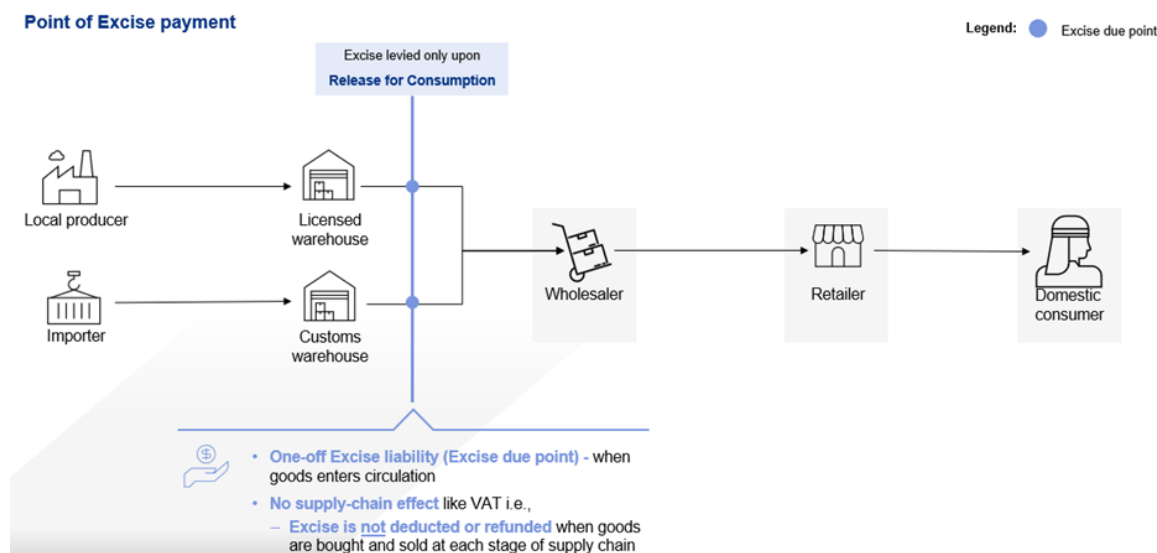 Point of Excise payment
Legend:
Excise due point
Excise levied only upon
Release for Consumption
Local producer
Licensed
warehouse
Importer
Customs
warehouse
Wholesaler
Retailer
Domestic
consumer
$
• One-off Excise liability (Excise due point) - when
goods enters circulation
• No supply-chain effect like VAT i.e.,
– Excise is not deducted or refunded when goods
are bought and sold at each stage of supply chain